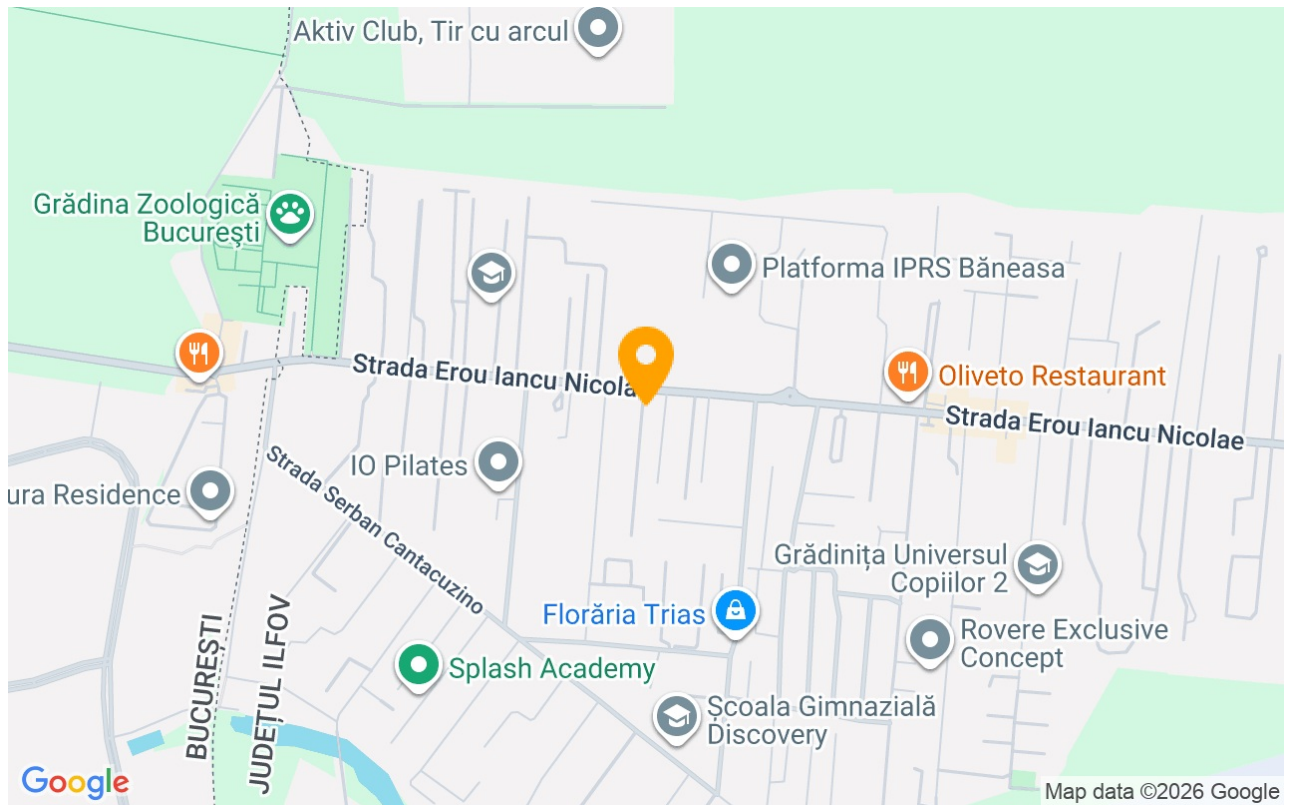 Aktiv Club, Tir cu arcul
Grădina Zoologică
București
Platforma IPRS Băneasa
Strada Erou Iancu Nicolae
Oliveto Restaurant
Strada Erou Iancu Nicolae
IO Pilates
ura Residence
Strada Serban Cantacuzino
Grădinița Universul
Copiilor 2
Florăria Trias
Rovere Exclusive
Concept
Splash Academy
BUCUREȘTI
JUDEȚUL ILFOV
Școala Gimnazială
Discovery
Google
Map data ©2026 Google